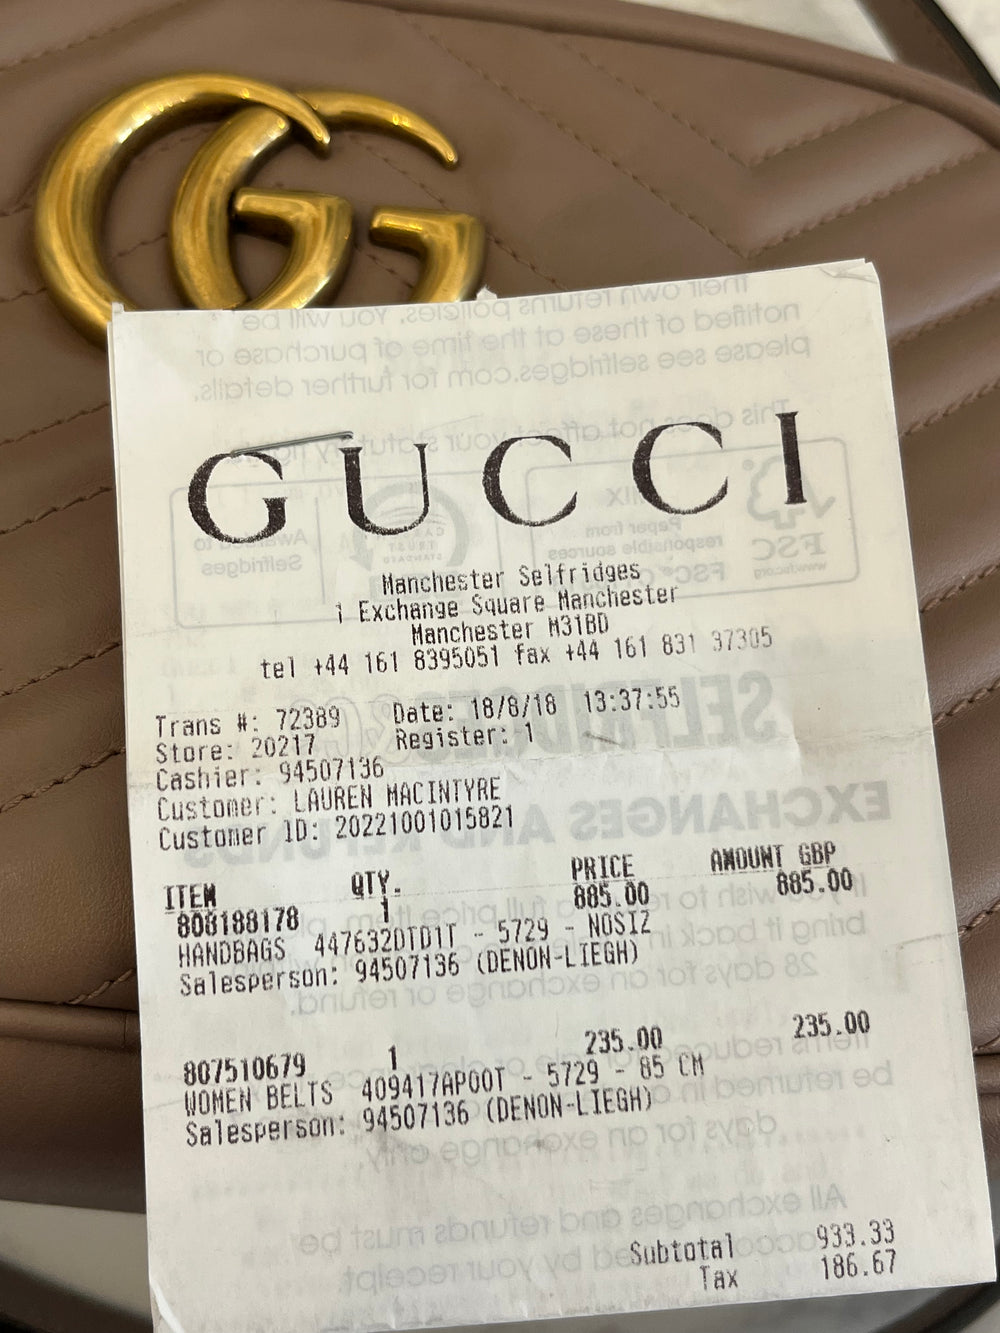 GUCCI
Manchester Selfridges
1 Exchange Square Manchester
Manchester M31BD
tel +44 161 8395051 fax +44 161 831 37305
Trans #: 72389 Date: 18/8/18 13:37:55
Store: 20217 Register: 1
Cashier: 94507136
Customer: LAUREN MACINTYRE
Customer ID: 20221001015821
ITEM QTY. PRICE AMOUNT GBP
808188178 1 885.00 885.00
HANDBAGS 447632DTD1T - 5729 - NOSIZ
Salesperson: 94507136 (DENON-LIEGH)
807510679 1 235.00 235.00
WOMEN BELTS 409417AP00T - 5729 - 85 CM
Salesperson: 94507136 (DENON-LIEGH)
Subtotal 933.33
Tax 186.67